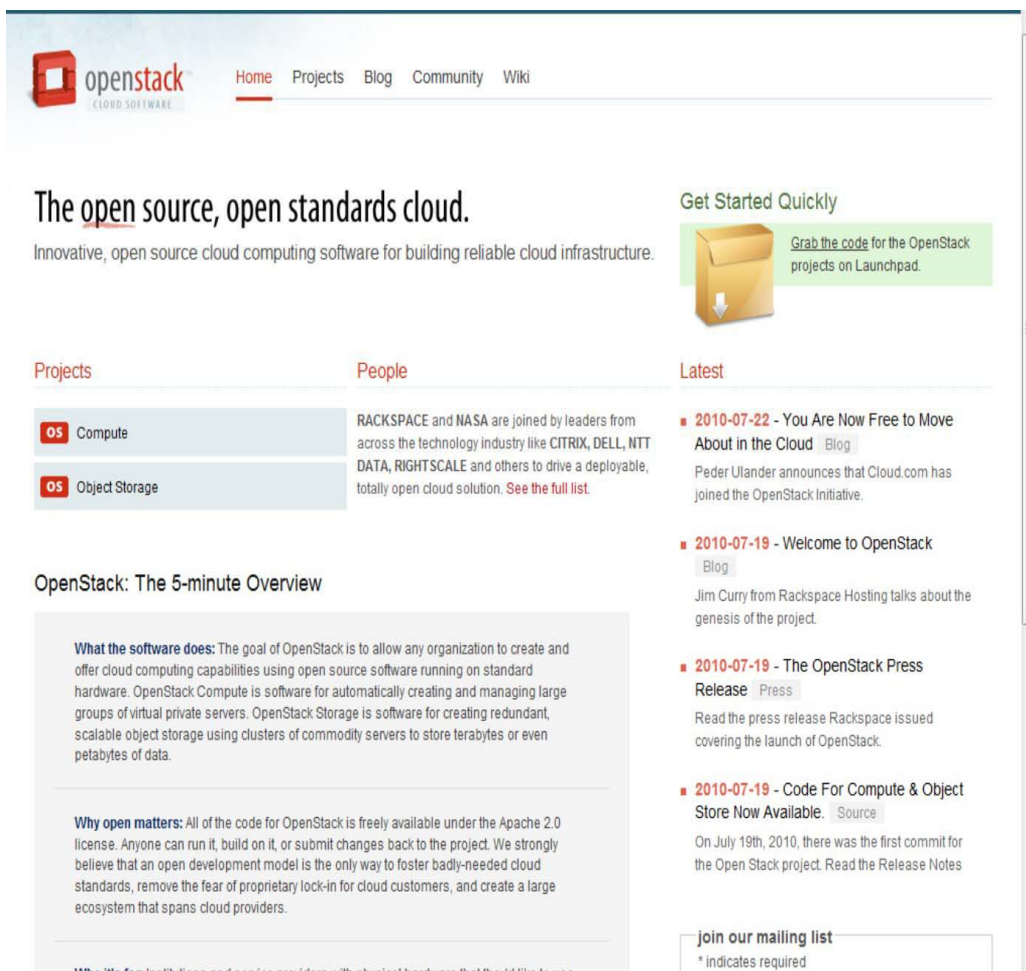 openstack
CLOUD SOFTWARE
Home Projects Blog Community Wiki
The open source, open standards cloud.
Innovative, open source cloud computing software for building reliable cloud infrastructure.
Get Started Quickly
Grab the code for the OpenStack
projects on Launchpad.
Projects
OS Compute
OS Object Storage
People
RACKSPACE and NASA are joined by leaders from
across the technology industry like CITRIX, DELL, NTT
DATA, RIGHTSCALE and others to drive a deployable,
totally open cloud solution. See the full list.
OpenStack: The 5-minute Overview
What the software does: The goal of OpenStack is to allow any organization to create and
offer cloud computing capabilities using open source software running on standard
hardware. OpenStack Compute is software for automatically creating and managing large
groups of virtual private servers. OpenStack Storage is software for creating redundant,
scalable object storage using clusters of commodity servers to store terabytes or even
petabytes of data.
Why open matters: All of the code for OpenStack is freely available under the Apache 2.0
license. Anyone can run it, build on it, or submit changes back to the project. We strongly
believe that an open development model is the only way to foster badly-needed cloud
standards, remove the fear of proprietary lock-in for cloud customers, and create a large
ecosystem that spans cloud providers.
Latest
2010-07-22 - You Are Now Free to Move
About in the Cloud Blog
Peder Ulander announces that Cloud.com has
joined the OpenStack Initiative.
2010-07-19 - Welcome to OpenStack
Blog
Jim Curry from Rackspace Hosting talks about the
genesis of the project.
2010-07-19 - The OpenStack Press
Release Press
Read the press release Rackspace issued
covering the launch of OpenStack.
2010-07-19 - Code For Compute & Object
Store Now Available. Source
On July 19th, 2010, there was the first commit for
the Open Stack project. Read the Release Notes
join our mailing list
* indicates required